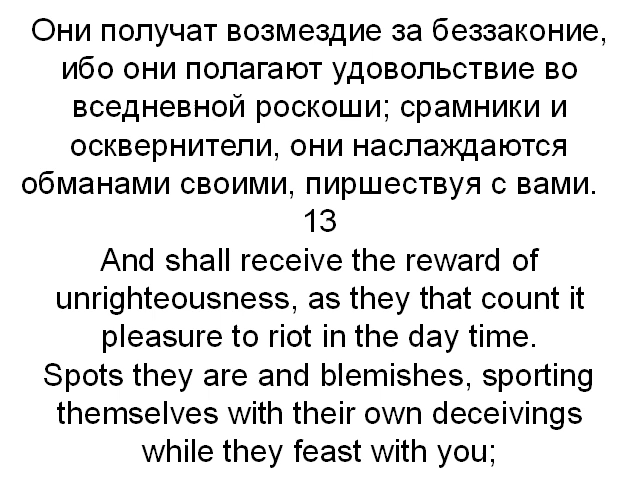 Они получат возмездие за беззаконие,
ибо они полагают удовольствие во
вседневной роскоши; срамники и
осквернители, они наслаждаются
обманами своими, пиршествуя с вами.
13
And shall receive the reward of
unrighteousness, as they that count it
pleasure to riot in the day time.
Spots they are and blemishes, sporting
themselves with their own deceivings
while they feast with you;